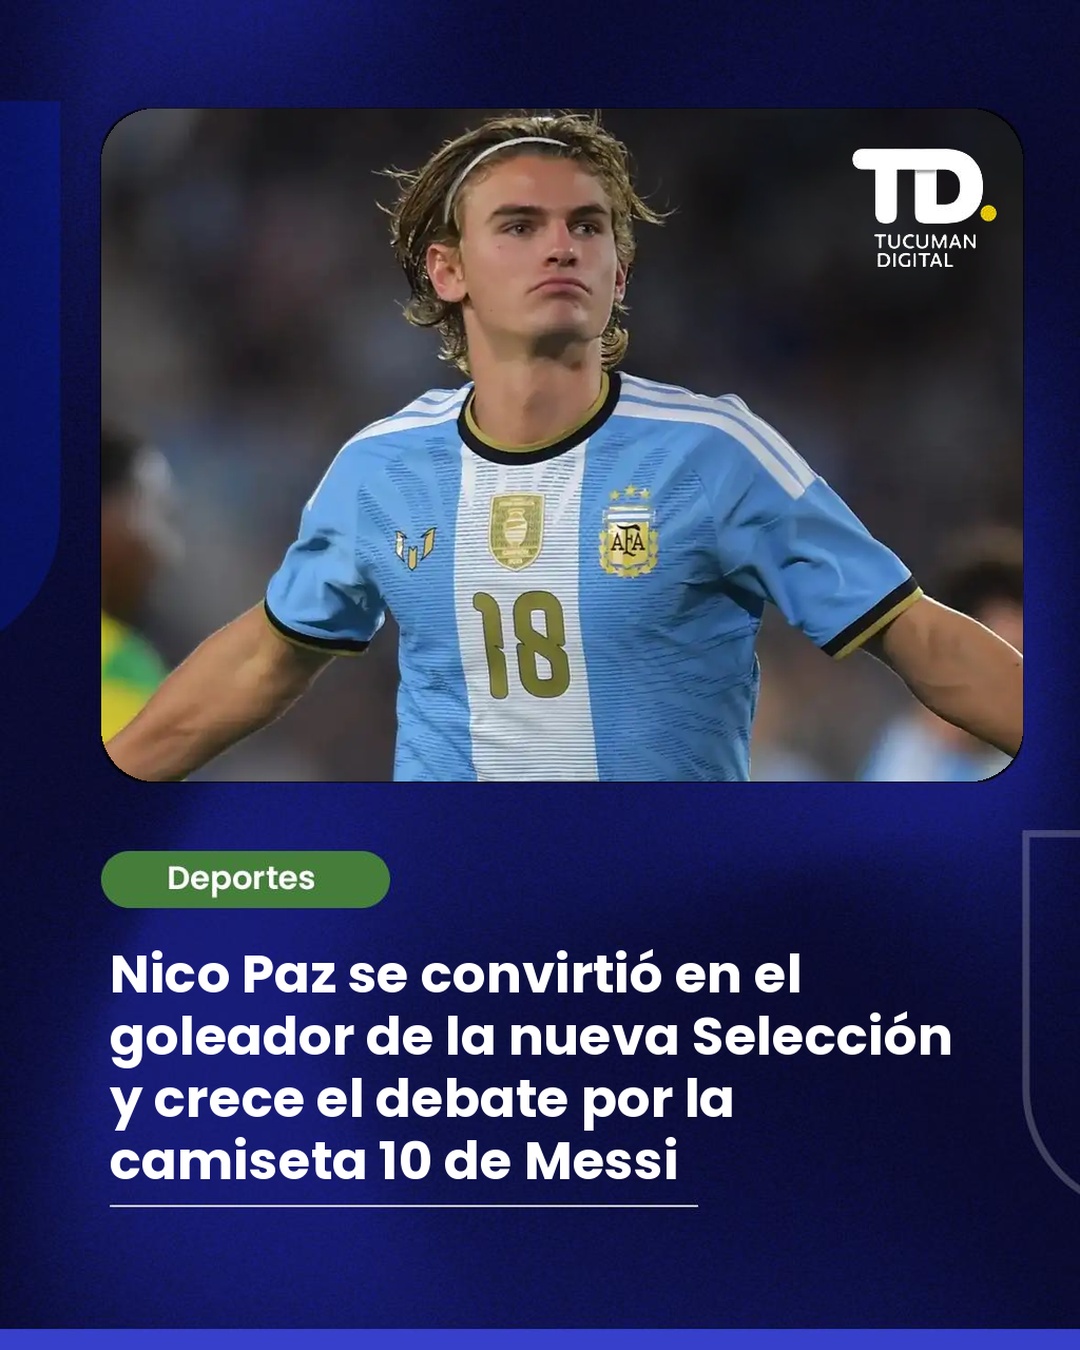 TD.
TUCUMAN
DIGITAL
AFA
18
Deportes
Nico Paz se convirtió en el
goleador de la nueva Selección
y crece el debate por la
camiseta 10 de Messi